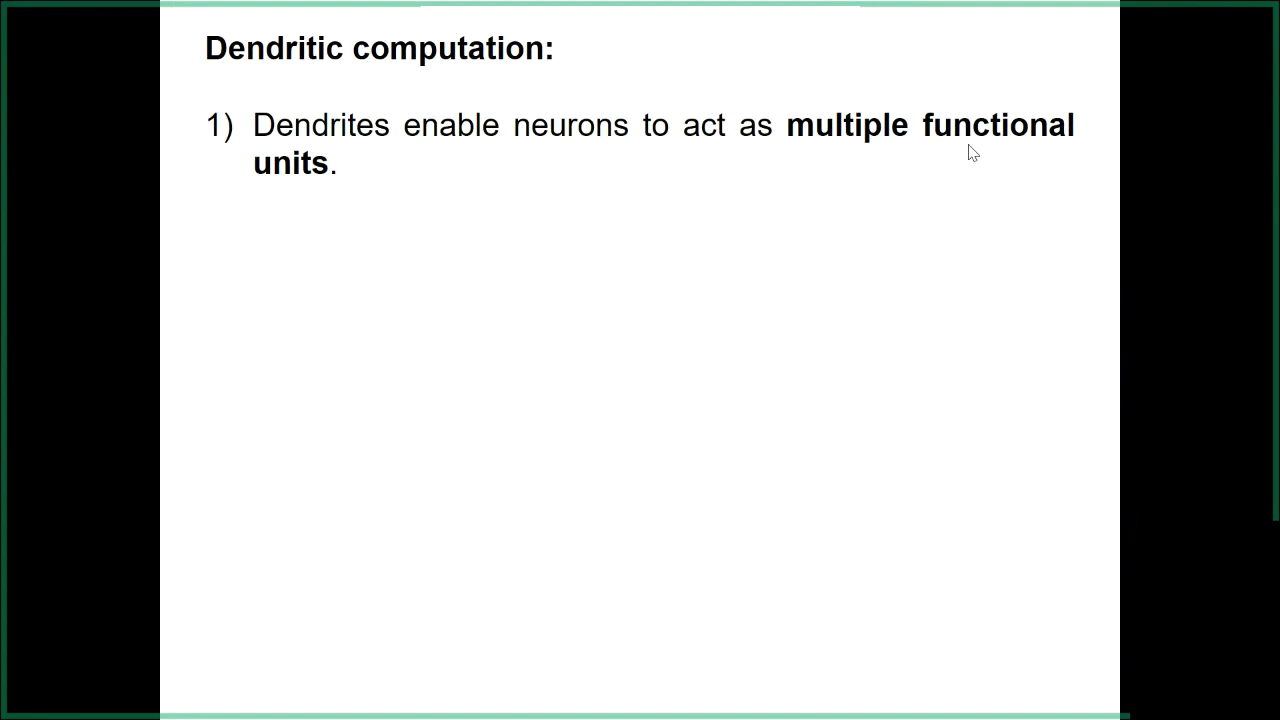 Dendritic computation:
1) Dendrites enable neurons to act as multiple functional
units.